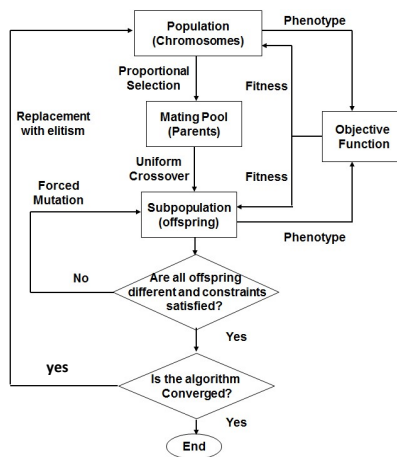 Population
(Chromosomes)
Phenotype
Proportional
Selection
Fitness
Replacement
with elitism
Mating Pool
(Parents)
Objective
Function
Uniform
Crossover
Forced
Mutation
Fitness
Subpopulation
(offspring)
Phenotype
No
Are all offspring
different and constraints
satisfied?
Yes
yes
Is the algorithm
Converged?
Yes
End